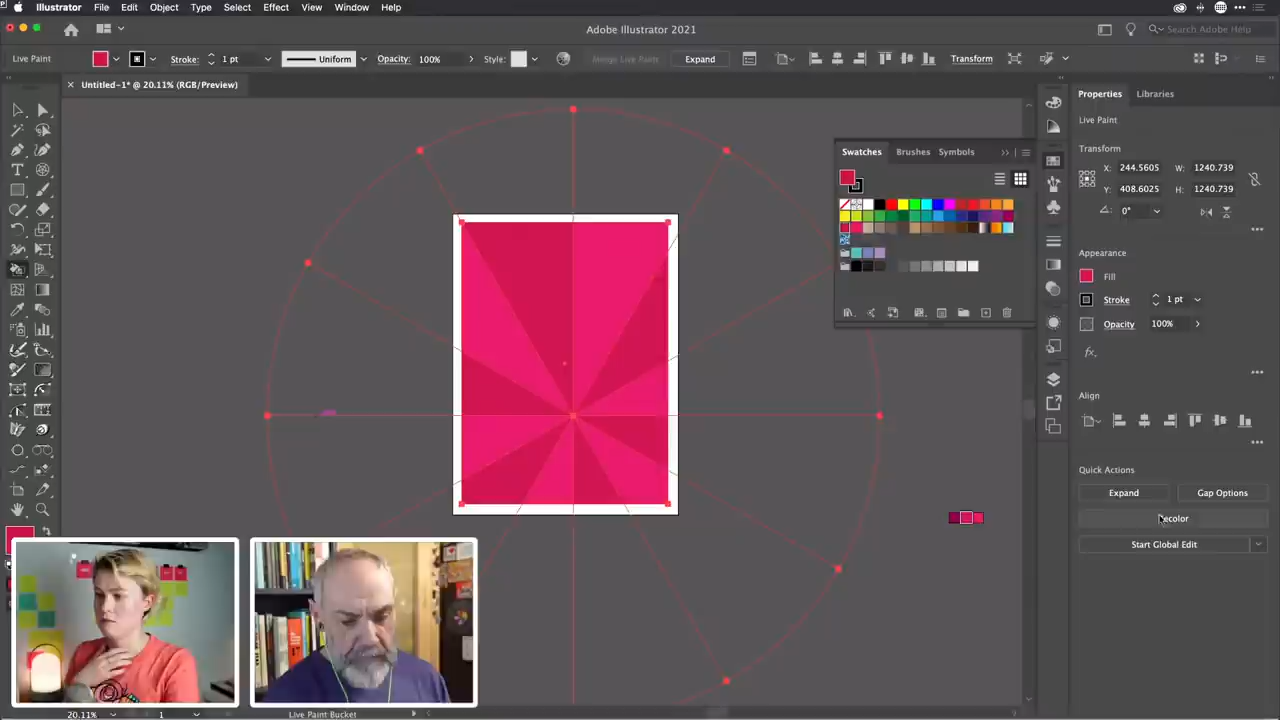 Illustrator File Edit Object Type Select Effect View Window Help
Adobe Illustrator 2021
Search Adobe Help
Live Paint
Stroke: 1 pt Uniform Opacity: 100% Style: Merge Live Paint Expand Transform
Untitled-1* @ 20.11% (RGB/Preview)
Swatches Brushes Symbols
Properties Libraries
Live Paint
Transform
X: 244.5605 W: 1240.739
Y: 408.6025 H: 1240.739
0°
Appearance
Fill
Stroke 1 pt
Opacity 100%
fx
Align
Quick Actions
Expand Gap Options
ecolor
Start Global Edit
20.11% 1 Live Paint Bucket